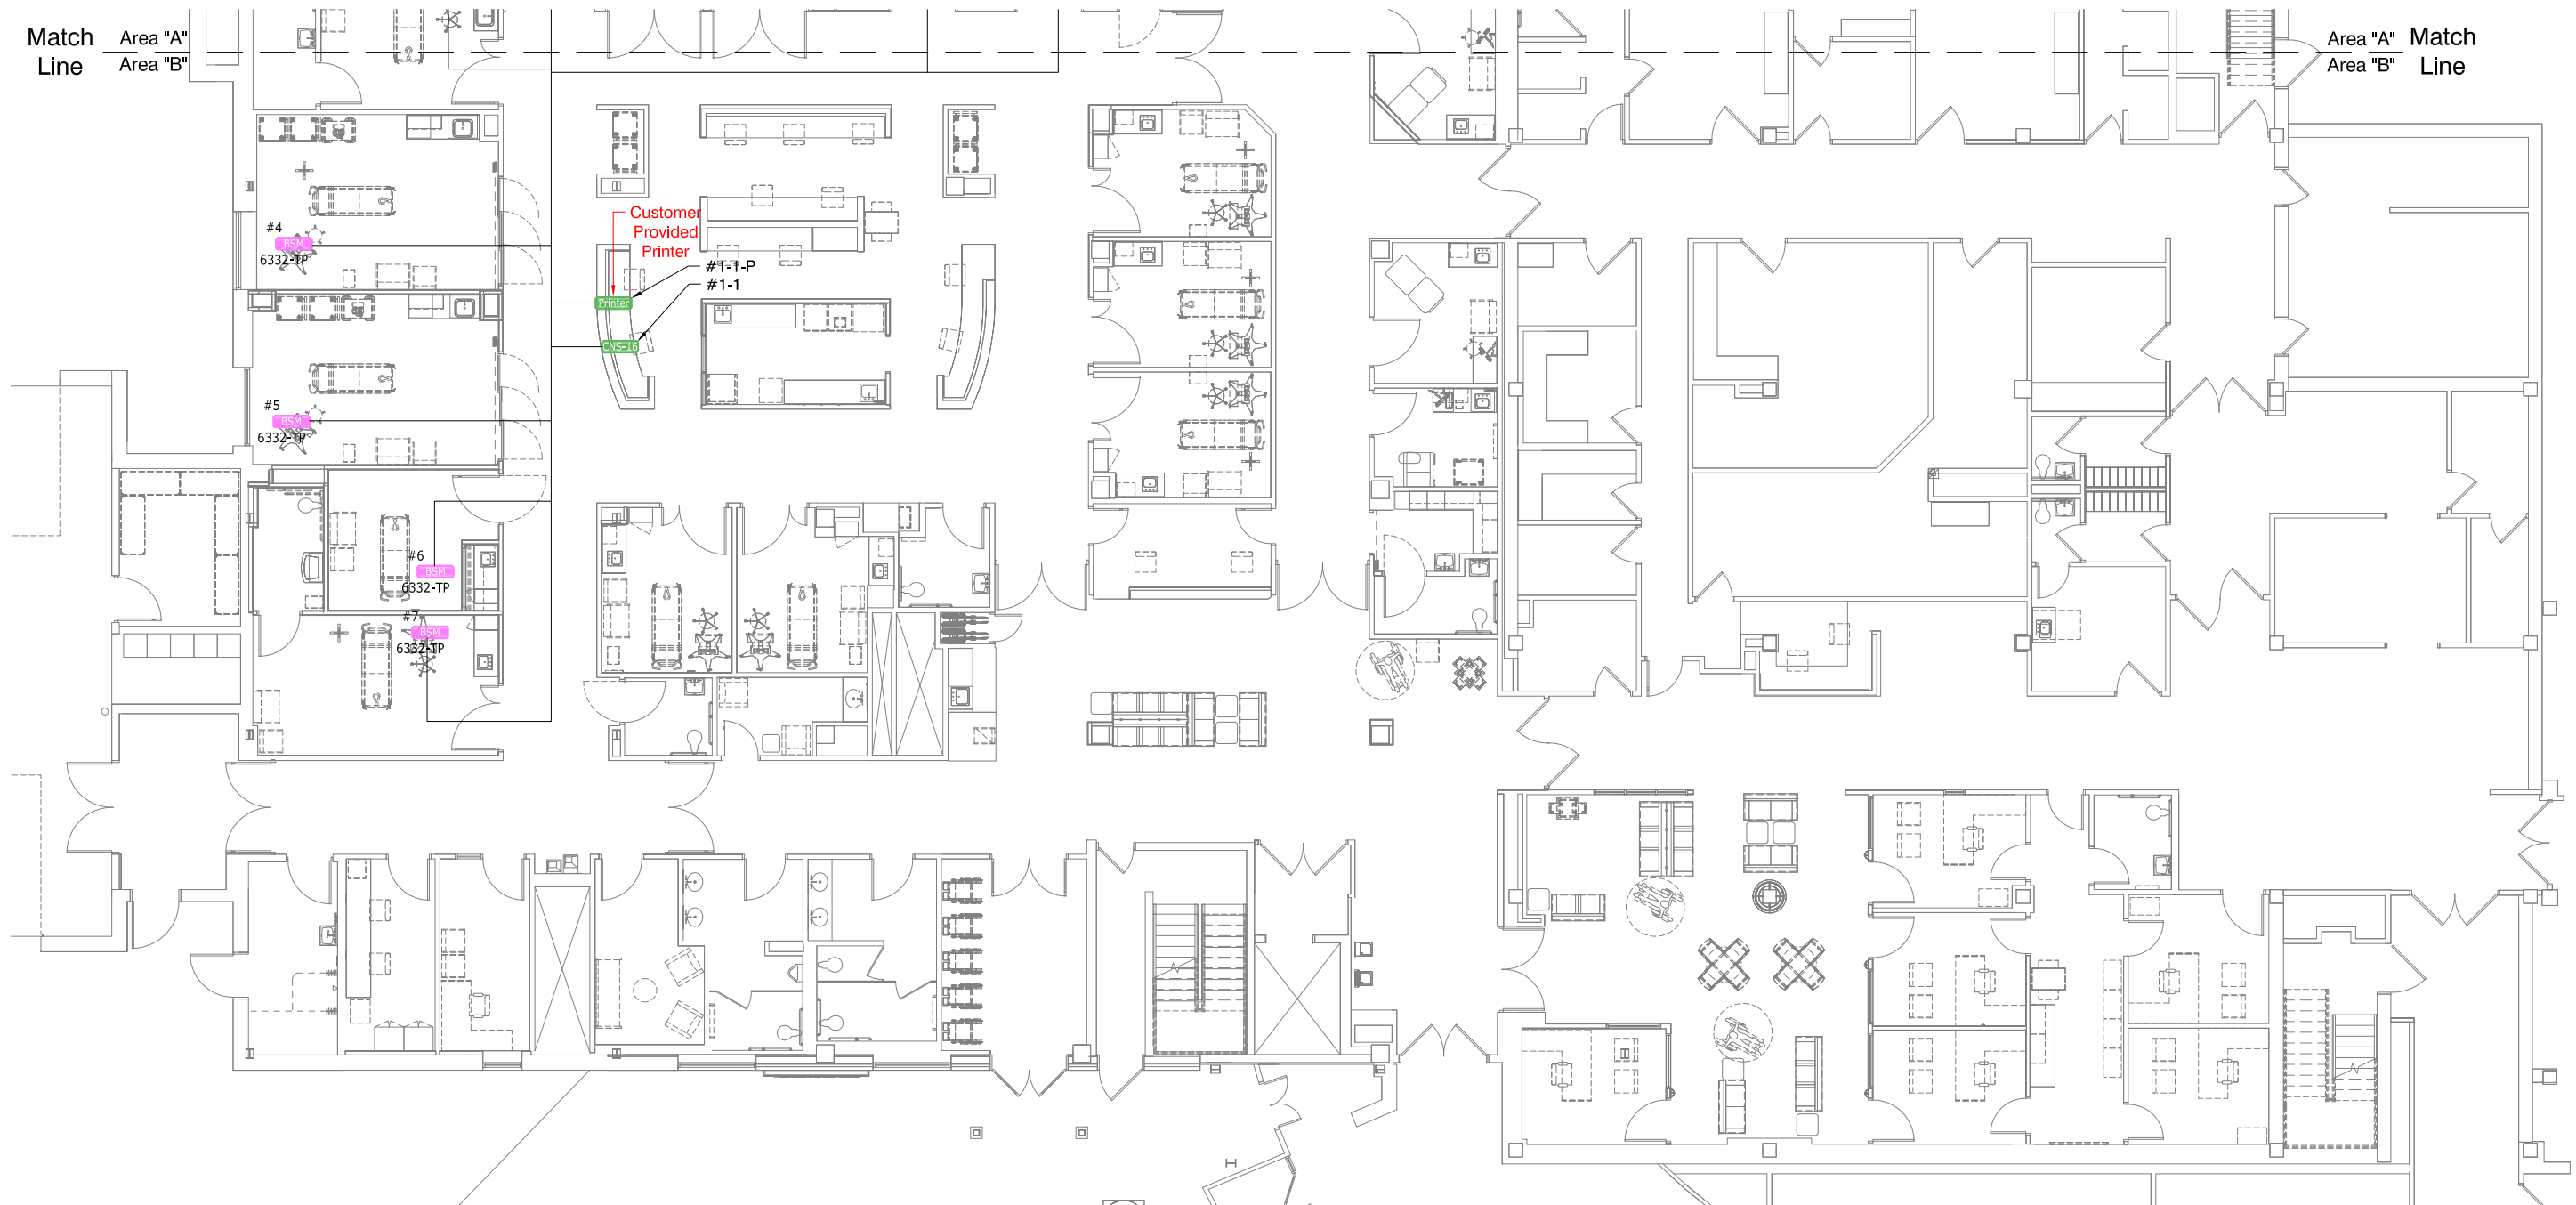 Match
Line
Area "A"
Area "B"
Area "A"
Area "B"
Match
Line
Customer
Provided
Printer
#1-1-P
#1-1
Printer
CNS-16
#4
BSM
6332-TP
#5
BSM
6332-TP
#6
BSM
6332-TP
#7
BSM
6332-TP